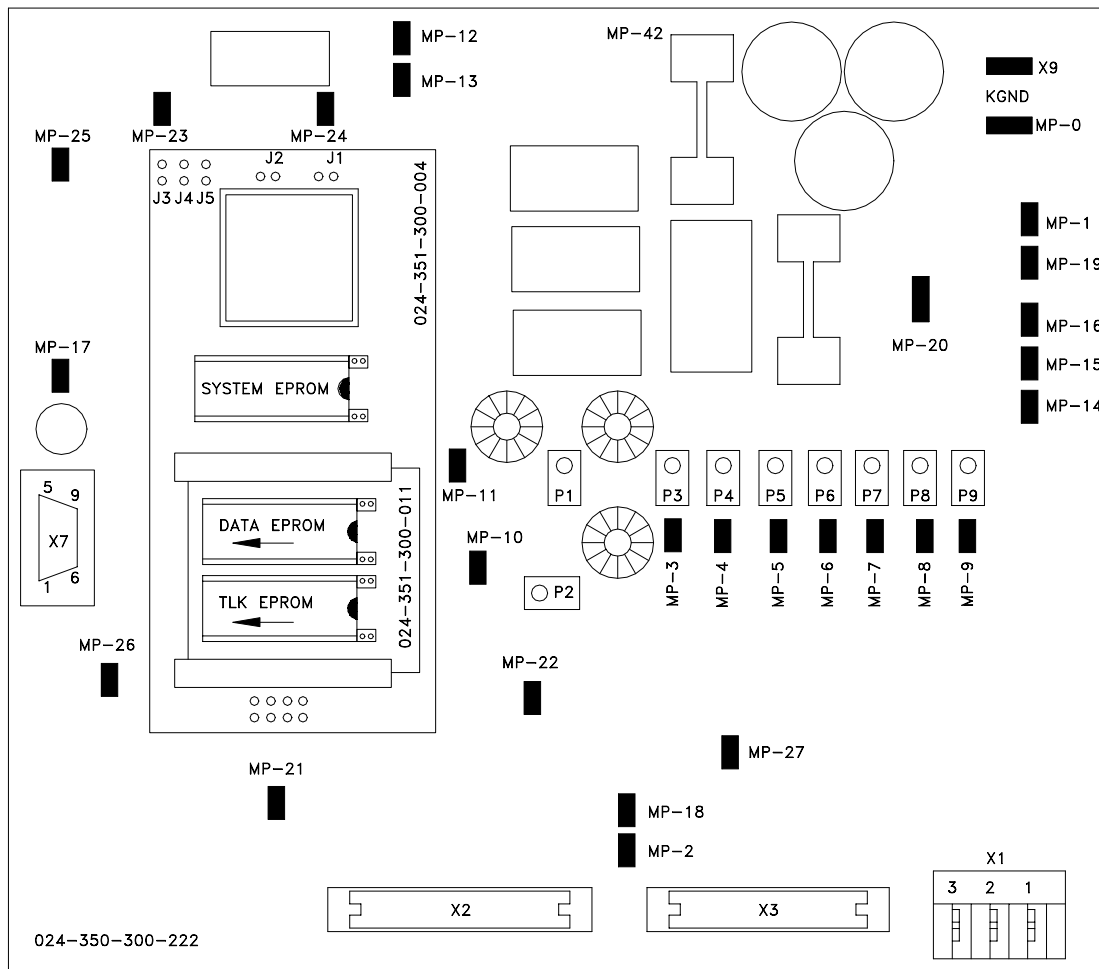 MP-12
MP-42
MP-13
X9
KGND
MP-0
MP-25
MP-23
MP-24
J2
J1
J3
J4
J5
024-351-300-004
MP-1
MP-19
MP-16
MP-20
MP-15
MP-14
MP-17
SYSTEM EPROM
MP-11
P1
P3
P4
P5
P6
P7
P8
P9
5
9
X7
1
6
DATA EPROM
TLK EPROM
024-351-300-011
MP-10
P2
MP-3
MP-4
MP-5
MP-6
MP-7
MP-8
MP-9
MP-26
MP-22
MP-27
MP-21
MP-18
MP-2
X1
3
2
1
X2
X3
024-350-300-222